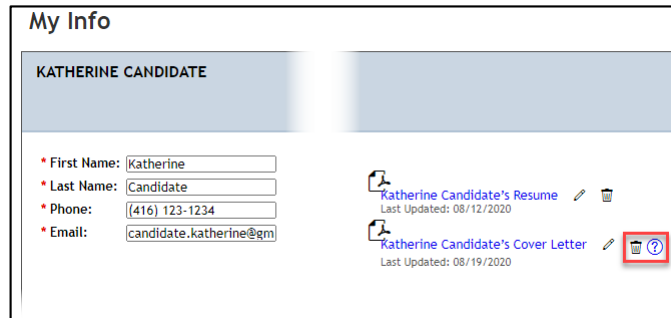 My Info
KATHERINE CANDIDATE
* First Name: Katherine
* Last Name: Candidate
* Phone: (416) 123-1234
* Email: candidate.katherine@gm
Katherine Candidate's Resume
Last Updated: 08/12/2020
Katherine Candidate's Cover Letter
?
Last Updated: 08/19/2020